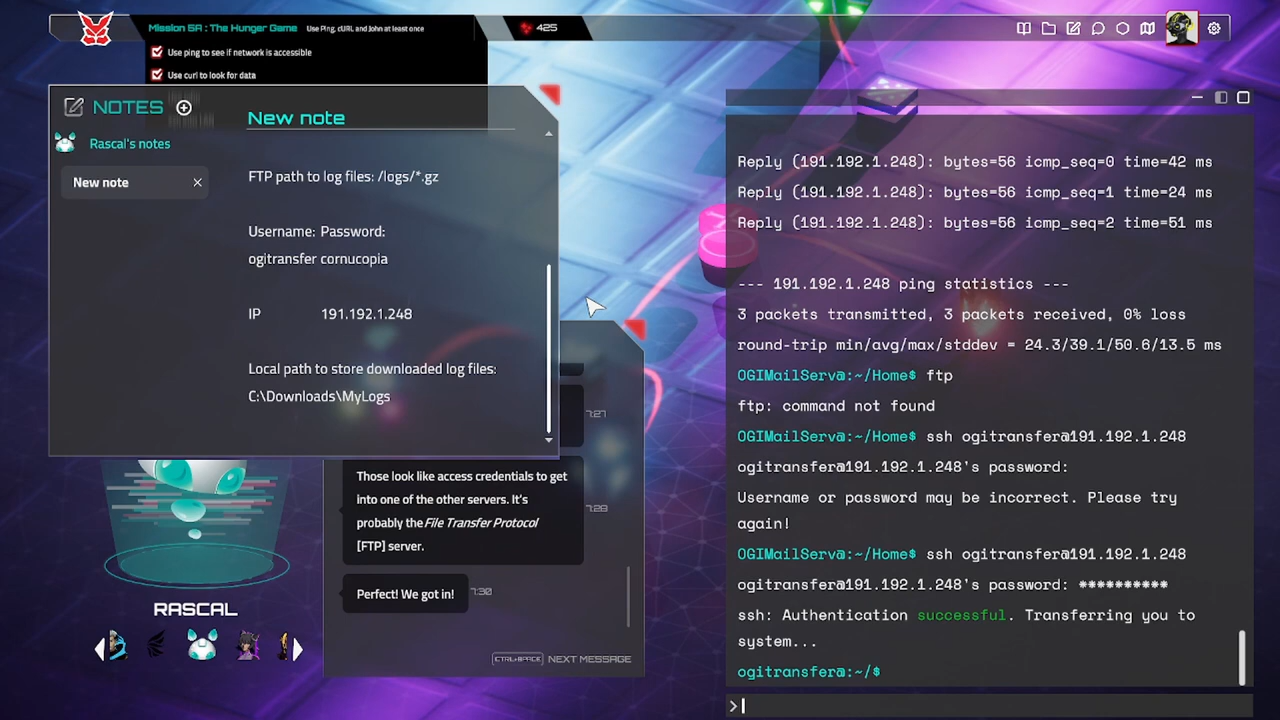 Mission 5A : The Hunger Game Use Ping, cURL and John at least once
425
Use ping to see if network is accessible
Use curl to look for data
NOTES
Rascal's notes
New note
New note
FTP path to log files: /logs/*.gz
Username: Password:
ogitransfer cornucopia
IP 191.192.1.248
Local path to store downloaded log files:
C:\Downloads\MyLogs
7:27
Those look like access credentials to get
into one of the other servers. It's
probably the File Transfer Protocol
[FTP] server.
7:29
Perfect! We got in!
7:30
CTRL+SPACE NEXT MESSAGE
RASCAL
Reply (191.192.1.248): bytes=56 icmp_seq=0 time=42 ms
Reply (191.192.1.248): bytes=56 icmp_seq=1 time=24 ms
Reply (191.192.1.248): bytes=56 icmp_seq=2 time=51 ms
--- 191.192.1.248 ping statistics ---
3 packets transmitted, 3 packets received, 0% loss
round-trip min/avg/max/stddev = 24.3/39.1/50.6/13.5 ms
OGIMailServ@:~/Home$ ftp
ftp: command not found
OGIMailServ@:~/Home$ ssh ogitransfer@191.192.1.248
ogitransfer@191.192.1.248's password:
Username or password may be incorrect. Please try
again!
OGIMailServ@:~/Home$ ssh ogitransfer@191.192.1.248
ogitransfer@191.192.1.248's password: **********
ssh: Authentication successful. Transferring you to
system...
ogitransfer@:~/$
>